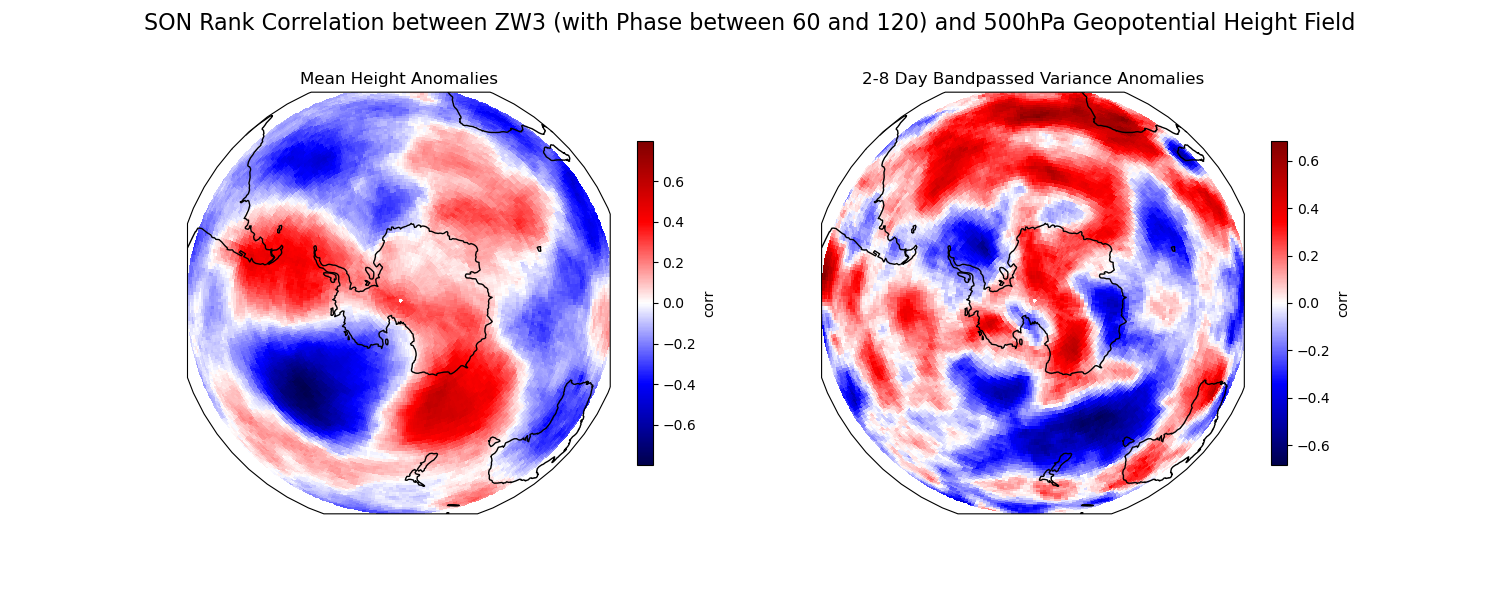 SON Rank Correlation between ZW3 (with Phase between 60 and 120) and 500hPa Geopotential Height Field
Mean Height Anomalies
2-8 Day Bandpassed Variance Anomalies
0.6
0.4
0.2
0.0
−0.2
−0.4
−0.6
corr
0.6
0.4
0.2
0.0
−0.2
−0.4
−0.6
corr